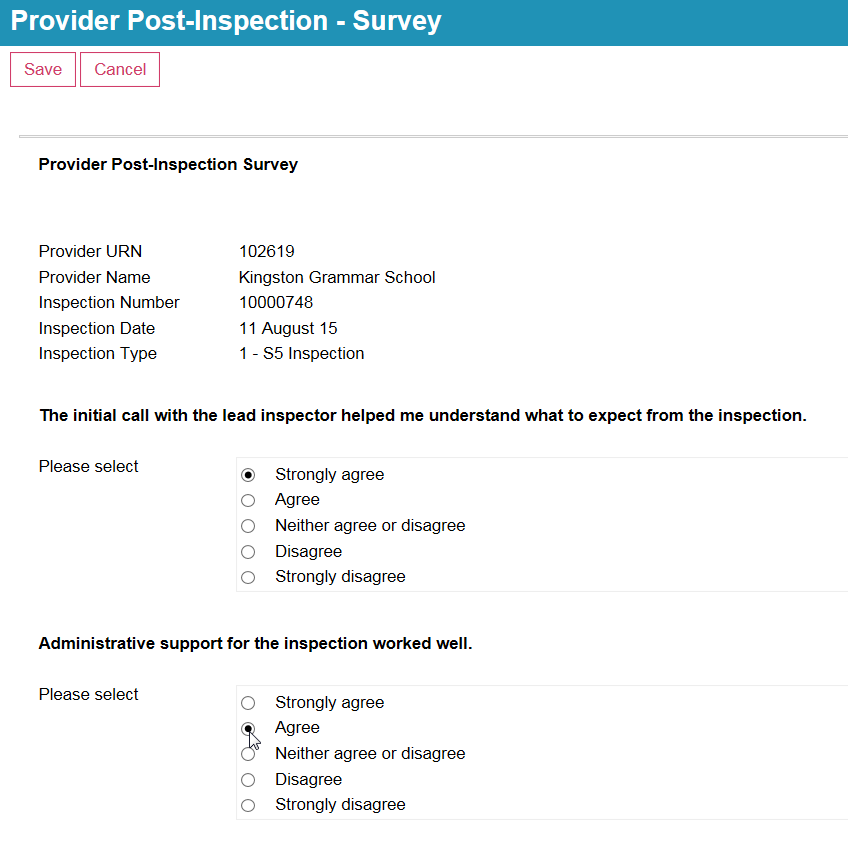 Provider Post-Inspection - Survey
Save Cancel
Provider Post-Inspection Survey
Provider URN 102619
Provider Name Kingston Grammar School
Inspection Number 10000748
Inspection Date 11 August 15
Inspection Type 1 - S5 Inspection
The initial call with the lead inspector helped me understand what to expect from the inspection.
Please select Strongly agree
Agree
Neither agree or disagree
Disagree
Strongly disagree
Administrative support for the inspection worked well.
Please select Strongly agree
Agree
Neither agree or disagree
Disagree
Strongly disagree